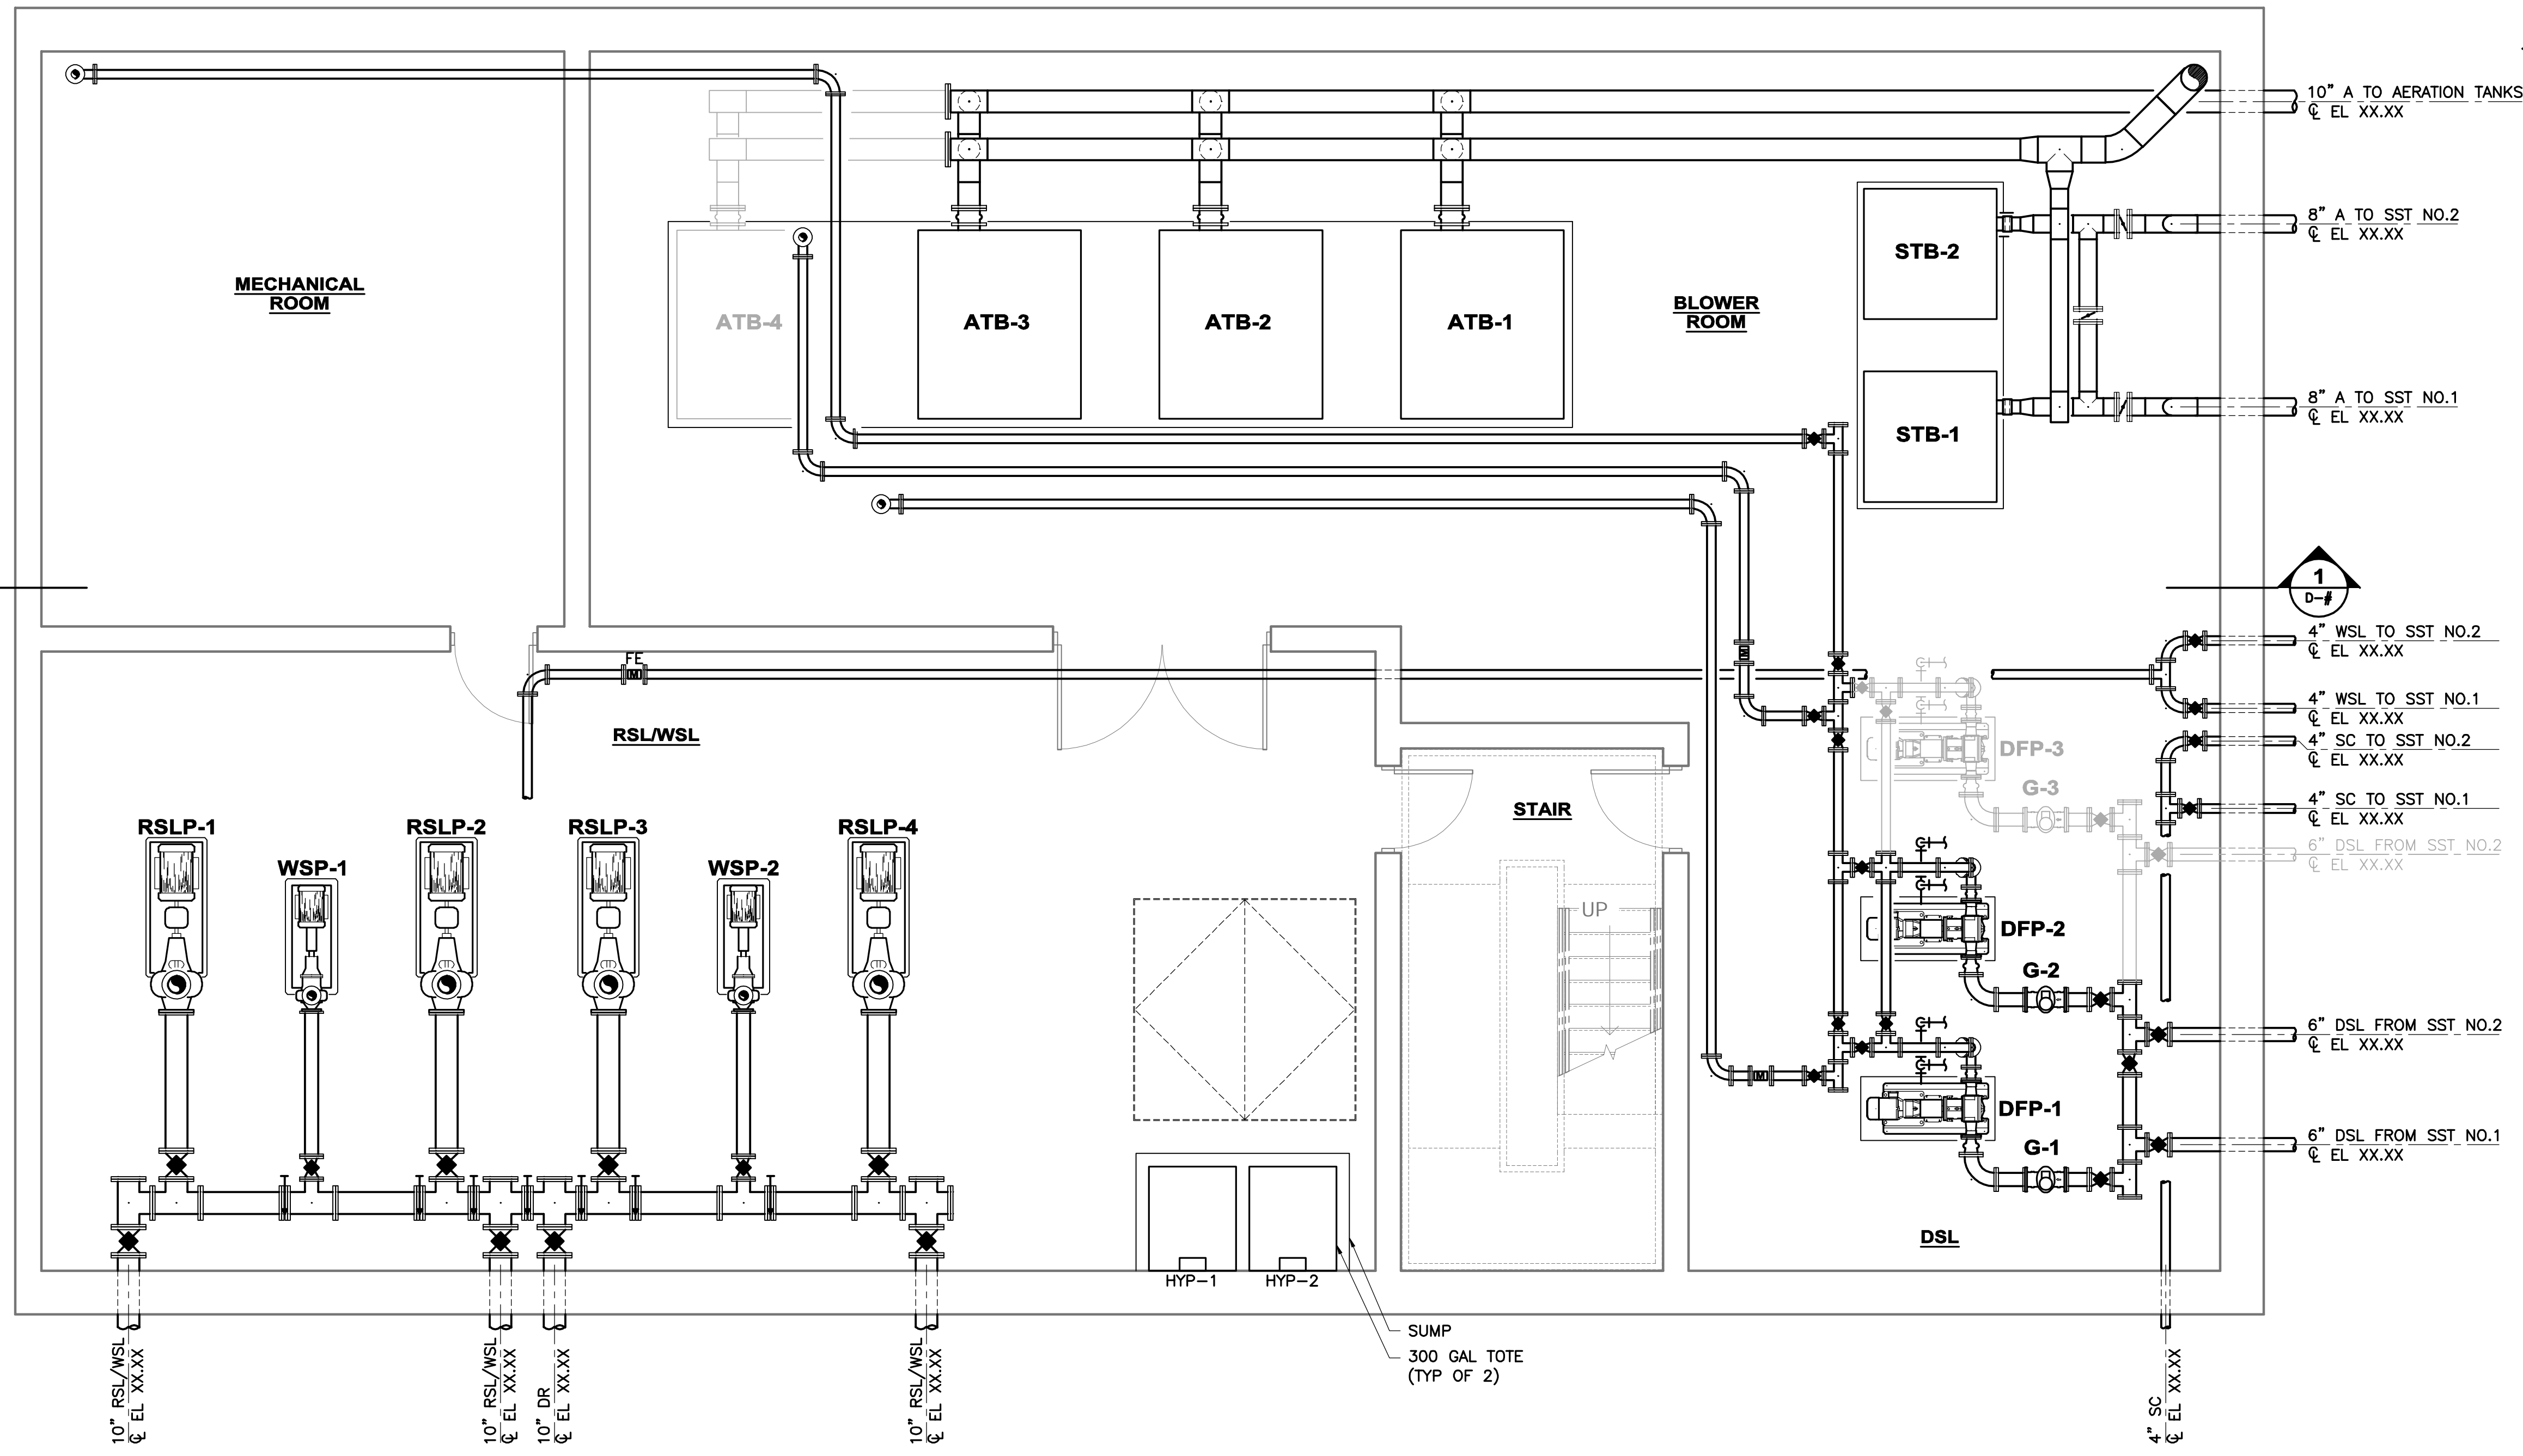 10" A TO AERATION TANKS
℄ EL XX.XX
8" A TO SST NO.2
℄ EL XX.XX
8" A TO SST NO.1
℄ EL XX.XX
MECHANICAL
ROOM
ATB-4
ATB-3
ATB-2
ATB-1
BLOWER
ROOM
STB-2
STB-1
1
D-#
4" WSL TO SST NO.2
℄ EL XX.XX
4" WSL TO SST NO.1
℄ EL XX.XX
4" SC TO SST NO.2
℄ EL XX.XX
4" SC TO SST NO.1
℄ EL XX.XX
6" DSL FROM SST NO.2
℄ EL XX.XX
6" DSL FROM SST NO.2
℄ EL XX.XX
6" DSL FROM SST NO.1
℄ EL XX.XX
FE
M
M
M
RSL/WSL
RSLP-1
WSP-1
RSLP-2
RSLP-3
WSP-2
RSLP-4
STAIR
UP
DFP-3
G-3
DFP-2
G-2
DFP-1
G-1
DSL
HYP-1
HYP-2
SUMP
300 GAL TOTE
(TYP OF 2)
10" RSL/WSL
℄ EL XX.XX
10" RSL/WSL
℄ EL XX.XX
10" DR
℄ EL XX.XX
10" RSL/WSL
℄ EL XX.XX
4" SC
℄ EL XX.XX